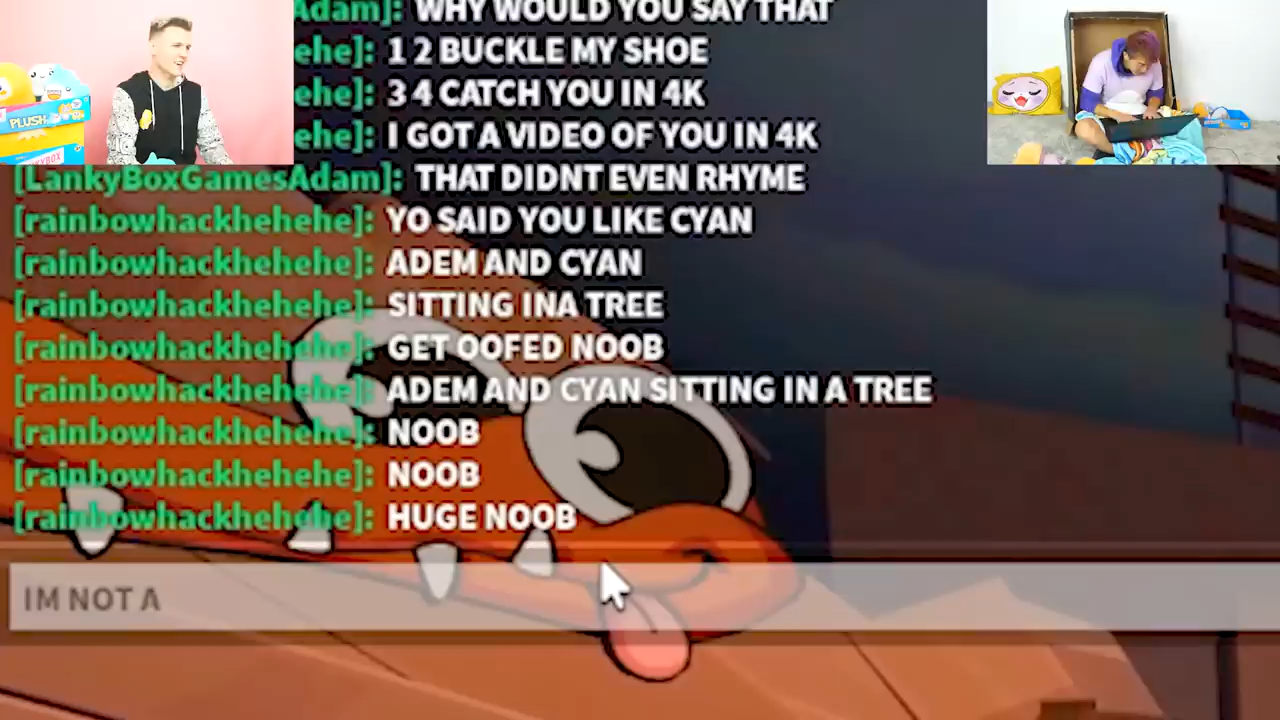 Adam]: WHY WOULD YOU SAY THAT
ehe]: 1 2 BUCKLE MY SHOE
ehe]: 3 4 CATCH YOU IN 4K
ehe]: I GOT A VIDEO OF YOU IN 4K
[LankyBoxGamesAdam]: THAT DIDNT EVEN RHYME
[rainbowhackhehehe]: YO SAID YOU LIKE CYAN
[rainbowhackhehehe]: ADEM AND CYAN
[rainbowhackhehehe]: SITTING INA TREE
[rainbowhackhehehe]: GET OOFED NOOB
[rainbowhackhehehe]: ADEM AND CYAN SITTING IN A TREE
[rainbowhackhehehe]: NOOB
[rainbowhackhehehe]: NOOB
[rainbowhackhehehe]: HUGE NOOB
IM NOT A
PLUSH